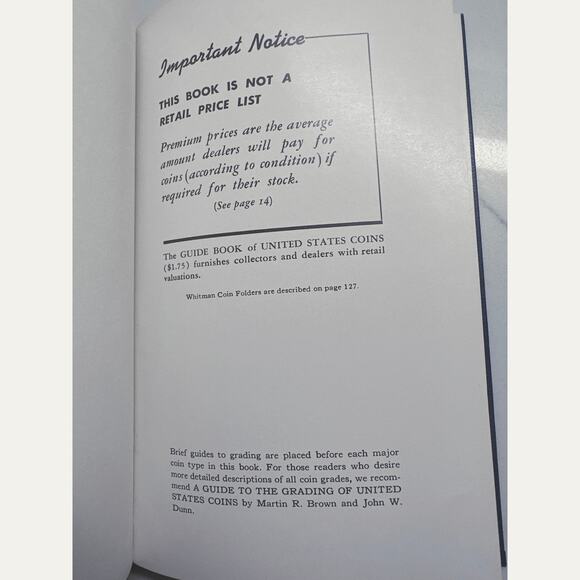 Important Notice
THIS BOOK IS NOT A
RETAIL PRICE LIST
Premium prices are the average
amount dealers will pay for
coins (according to condition) if
required for their stock.
(See page 14)
The GUIDE BOOK of UNITED STATES COINS
($1.75) furnishes collectors and dealers with retail
valuations.
Whitman Coin Folders are described on page 127.
Brief guides to grading are placed before each major
coin type in this book. For those readers who desire
more detailed descriptions of all coin grades, we recom-
mend A GUIDE TO THE GRADING OF UNITED
STATES COINS by Martin R. Brown and John W.
Dunn.